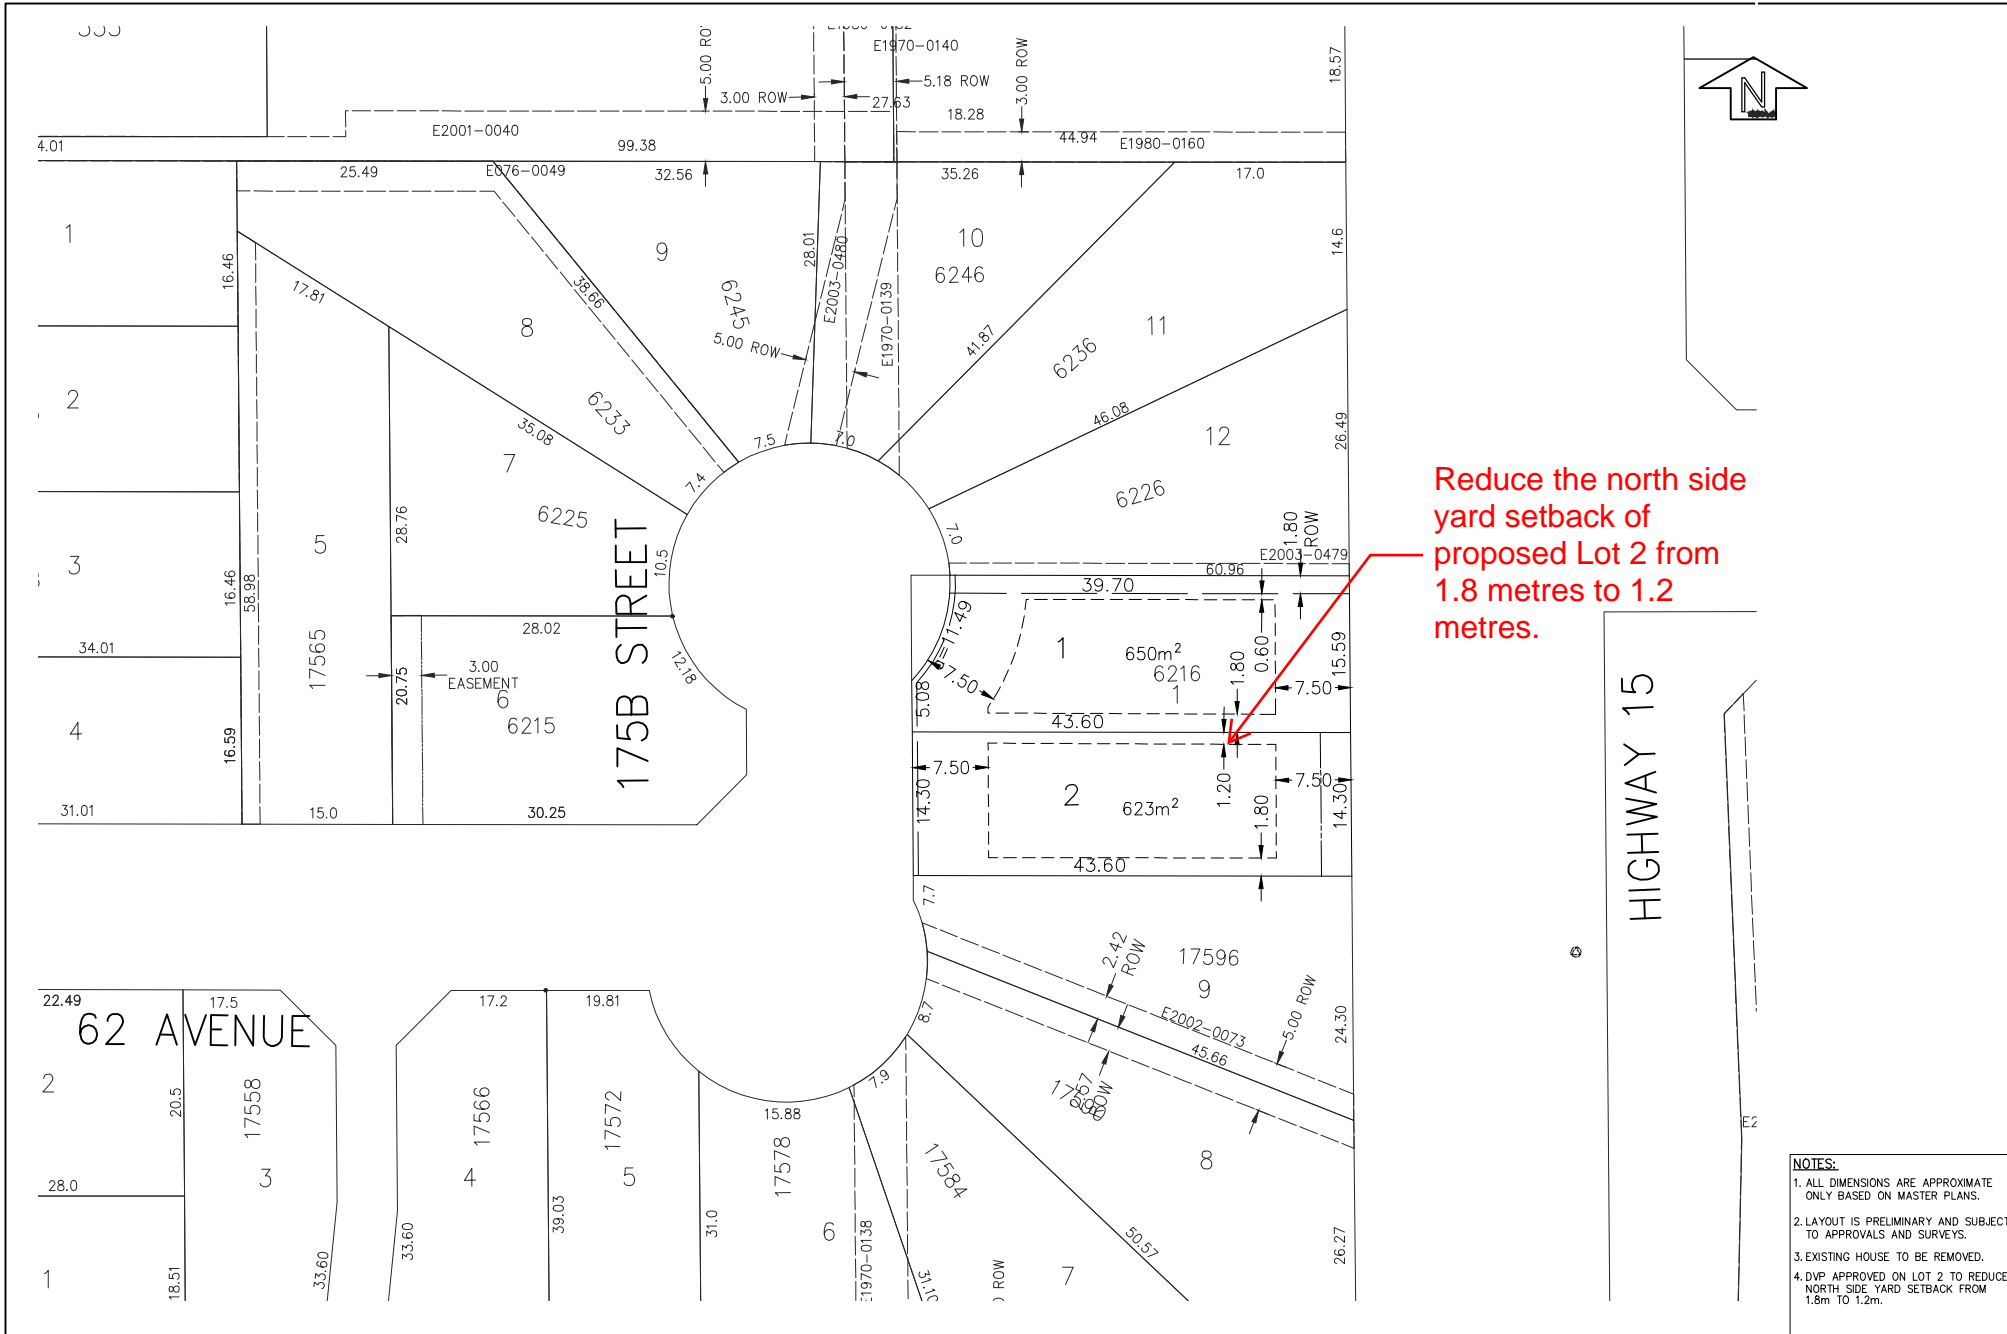 E1970-0140
5.00 RO
5.18 ROW
3.00 ROW
27.63
3.00 ROW
18.57
N
18.28
E2001-0040
4.01
99.38
44.94
E1980-0160
25.49
E076-0049
32.56
35.26
17.0
1
16.46
17.81
9
28.01
E2003-0480
10
6246
14.6
38.66
8
6245
5.00 ROW
E1970-0139
41.87
11
6236
2
6233
35.08
7.5
7.0
46.08
12
26.49
7
7.4
6226
Reduce the north side
yard setback of
proposed Lot 2 from
1.8 metres to 1.2
metres.
28.76
6225
5
10.5
7.0
1.80
ROW
E2003-0479
3
16.46
58.98
60.96
39.70
175B STREET
28.02
12.18
=11.49
1
650m²
6216
1
1.80
0.60
15.59
34.01
17565
20.75
3.00
EASEMENT
6
6215
7.50
5.08
7.50
43.60
HIGHWAY 15
4
16.59
7.50
14.30
2
623m²
1.20
1.80
7.50
14.30
31.01
15.0
30.25
43.60
7.7
2.42
ROW
17596
9
5.00 ROW
22.49
17.5
17.2
19.81
62 AVENUE
8.7
E2002-0073
45.66
24.30
2
20.5
17558
17566
17572
7.9
15.88
17590
ROW
E2
3
4
5
17578
17584
8
28.0
39.03
31.0
6
E1970-0138
50.57
26.27
1
18.51
33.60
33.60
31.10
ROW
7
NOTES:
1. ALL DIMENSIONS ARE APPROXIMATE
ONLY BASED ON MASTER PLANS.
2. LAYOUT IS PRELIMINARY AND SUBJECT
TO APPROVALS AND SURVEYS.
3. EXISTING HOUSE TO BE REMOVED.
4. DVP APPROVED ON LOT 2 TO REDUCE
NORTH SIDE YARD SETBACK FROM
1.8m TO 1.2m.